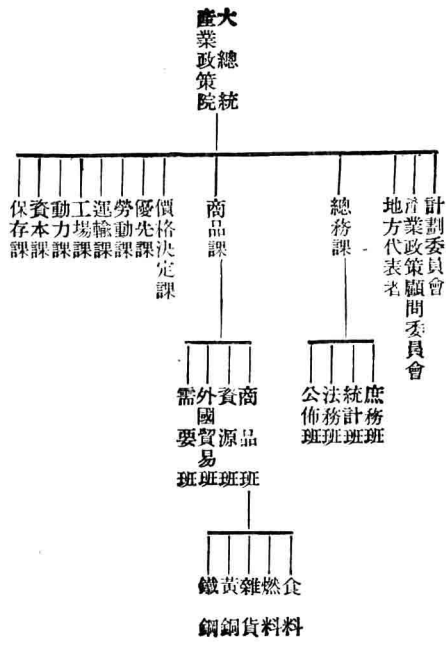 大總統
產業政策院
計劃委員會
產業政策顧問委員會
地方代表名
總務課
商品課
價格決定課
優先課
勞動課
運輸課
工場課
動力課
資本課
保存課
庶務班
統計班
法務班
公佈班
商品班
資源班
外國貿易班
需要班
食料
燃料
雜貨
黃銅
鐵鋼